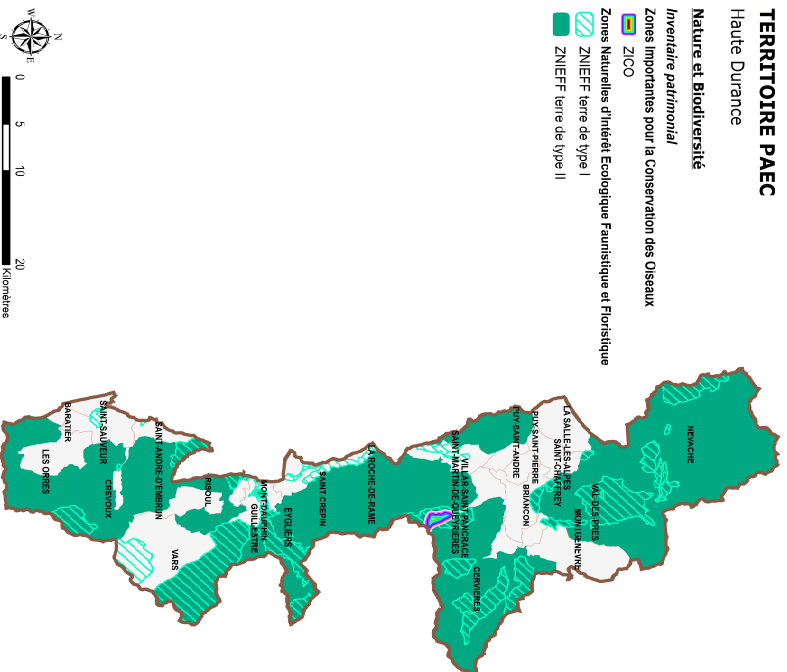 TERRITOIRE PAEC
Haute Durance
Nature et Biodiversité
Inventaire patrimonial
Zones Importantes pour la Conservation des Oiseaux
ZICO
Zones Naturelles d'Intérêt Ecologique Faunistique et Floristique
ZNIEFF terre de type I
ZNIEFF terre de type II
N
W
E
S
0 5 10 20
Kilomètres
NEVACHE
VAL-DES-PRES
MONTGENEVRE
LA SALLE-LES-ALPES
SAINT-CHAFFREY
PUY-SAINT-PIERRE
BRIANCON
PUY-SAINT-ANDRE
CERVIERES
VILLAR-SAINT-PANCRACE
SAINT-MARTIN-DE-QUEYRIERES
LA ROCHE-DE-RAME
SAINT-CREPIN
EYGLIERS
MONT-DAUPHIN
GUILLESTRE
RISOUL
VARS
SAINT-ANDRE-D'EMBRUN
CREVOUX
SAINT-SAUVEUR
BARATIER
LES ORRES